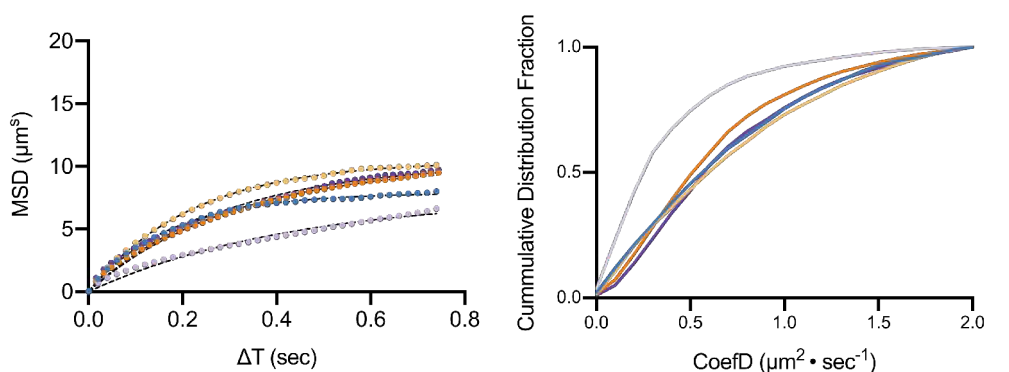 MSD (μmˢ)
20
15
10
5
0
0.0 0.2 0.4 0.6 0.8
ΔT (sec)
Cummulative Distribution Fraction
1.0
0.5
0.0
0.0 0.5 1.0 1.5 2.0
CoefD (μm² • sec⁻¹)